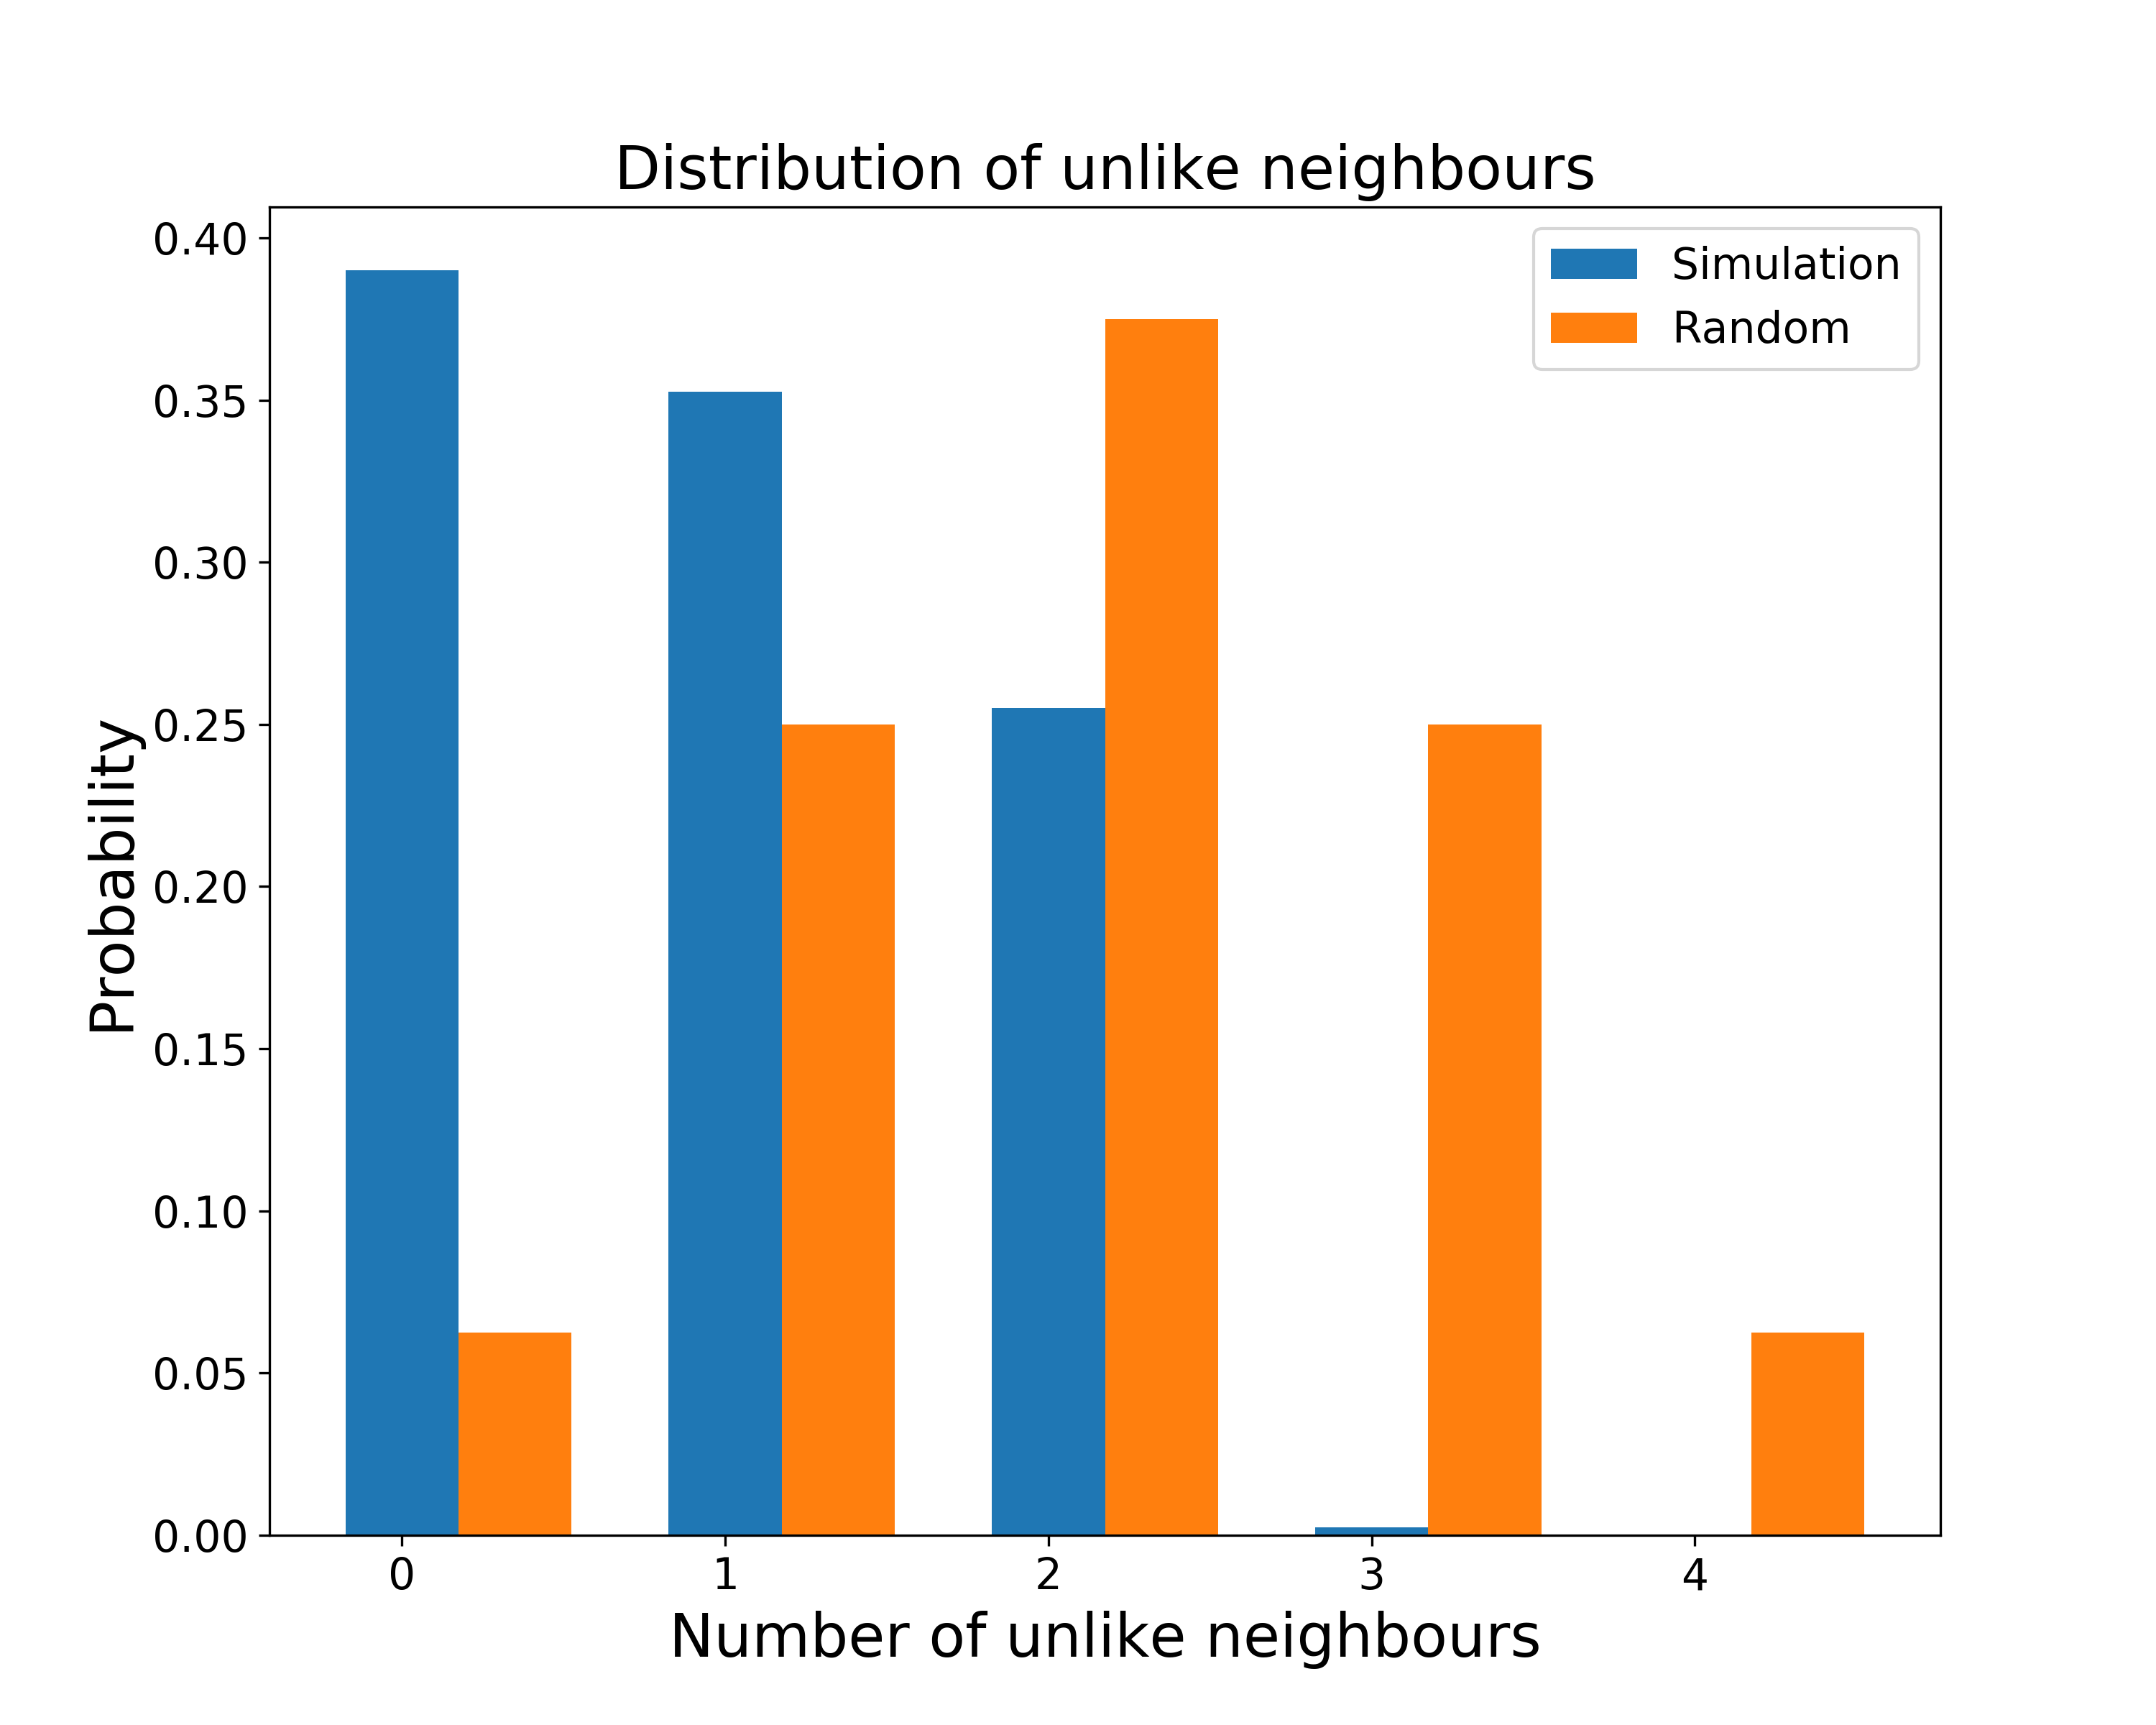 Distribution of unlike neighbours
Simulation
Random
0.40
0.35
0.30
0.25
0.20
0.15
0.10
0.05
0.00
Probability
0 1 2 3 4
Number of unlike neighbours